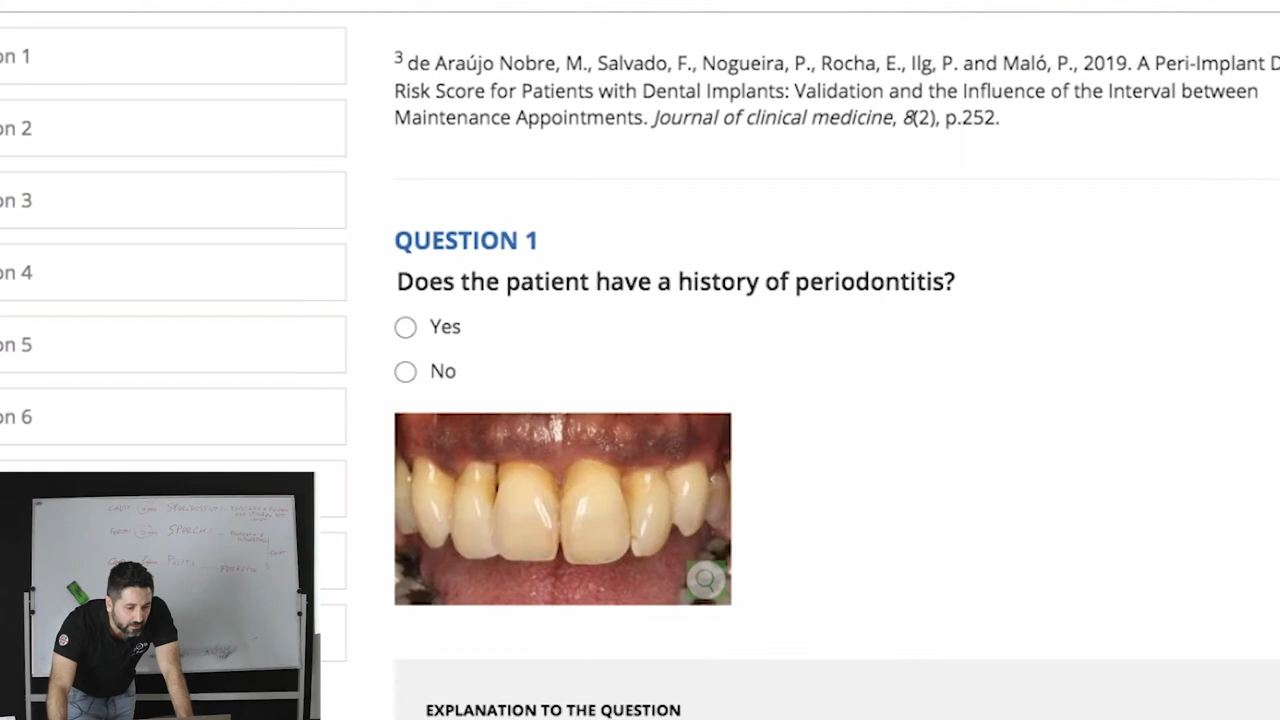 on 1
on 2
on 3
on 4
on 5
on 6
3 de Araújo Nobre, M., Salvado, F., Nogueira, P., Rocha, E., Ilg, P. and Maló, P., 2019. A Peri-Implant D
Risk Score for Patients with Dental Implants: Validation and the Influence of the Interval between
Maintenance Appointments. Journal of clinical medicine, 8(2), p.252.
QUESTION 1
Does the patient have a history of periodontitis?
Yes
No
EXPLANATION TO THE QUESTION